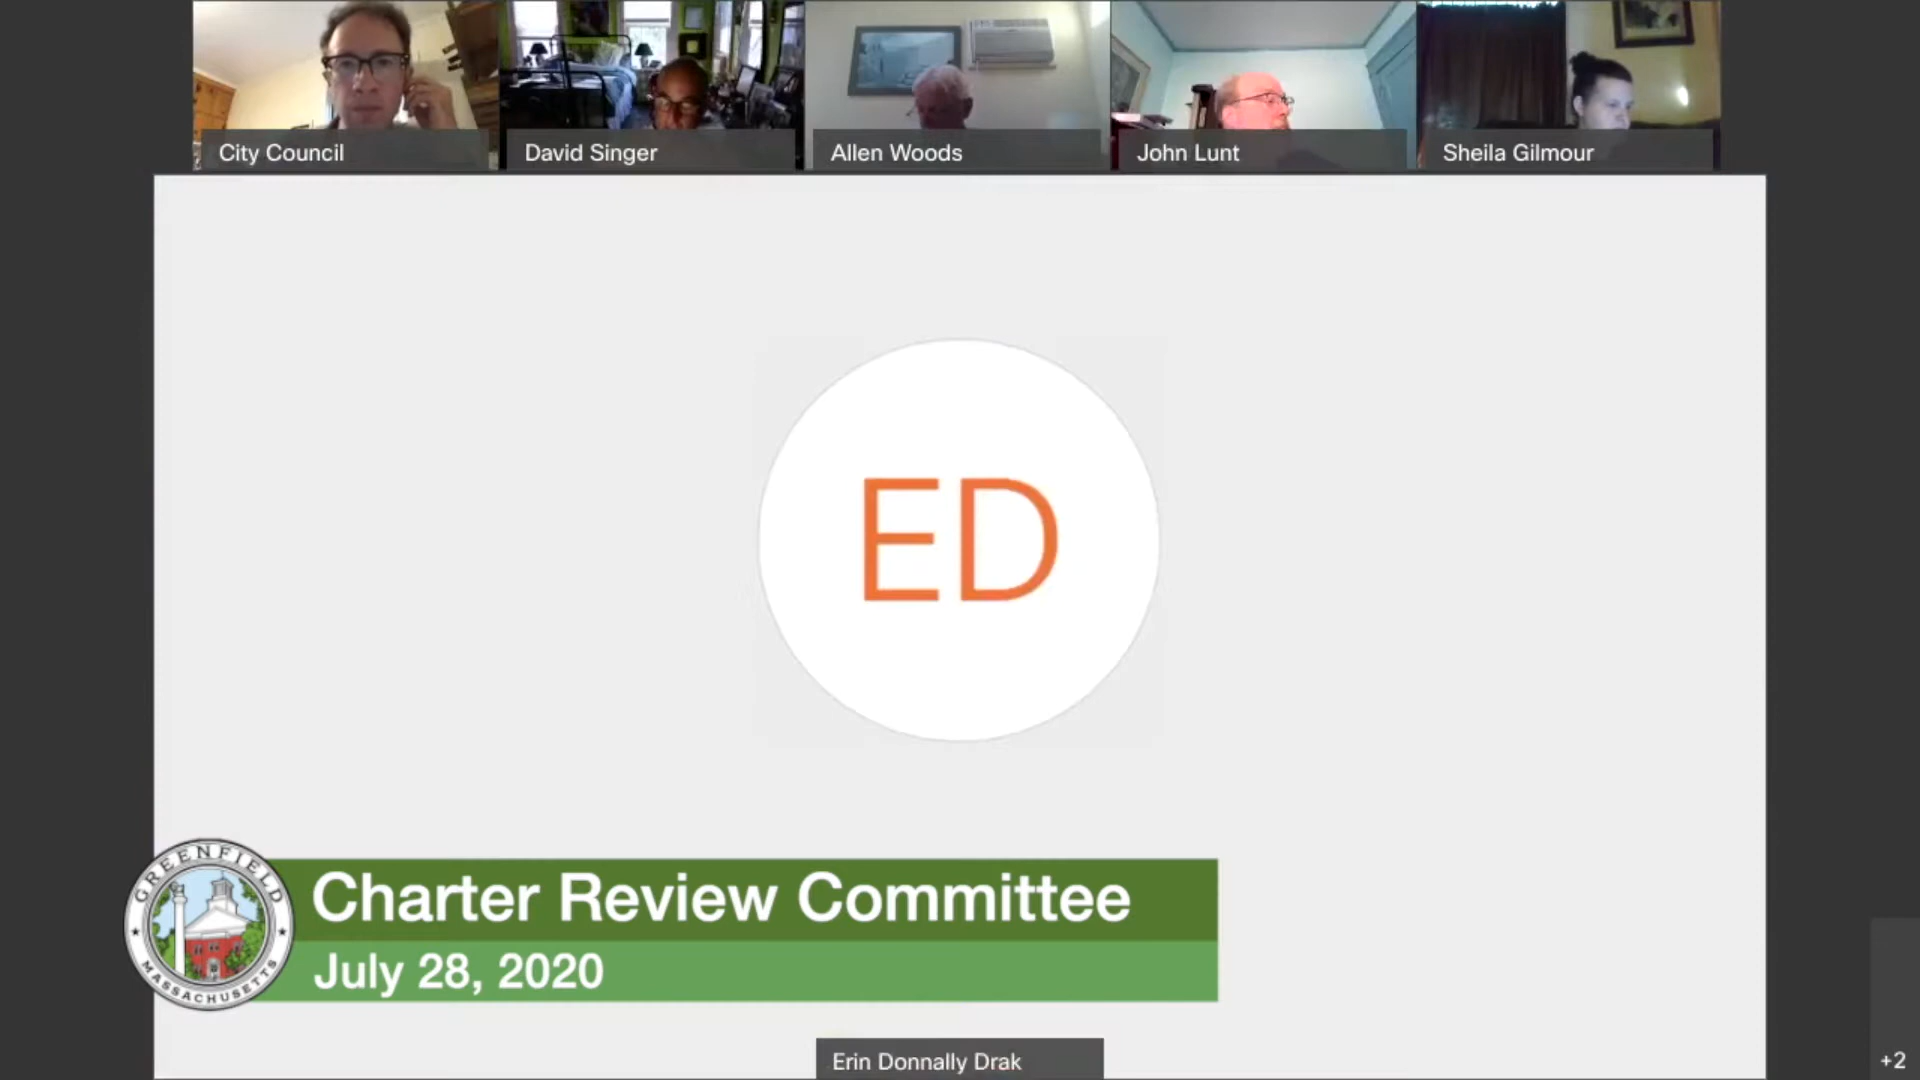 City Council
David Singer
Allen Woods
John Lunt
Sheila Gilmour
ED
GREENFIELD
MASSACHUSETTS
Charter Review Committee
July 28, 2020
Erin Donnally Drak
+2